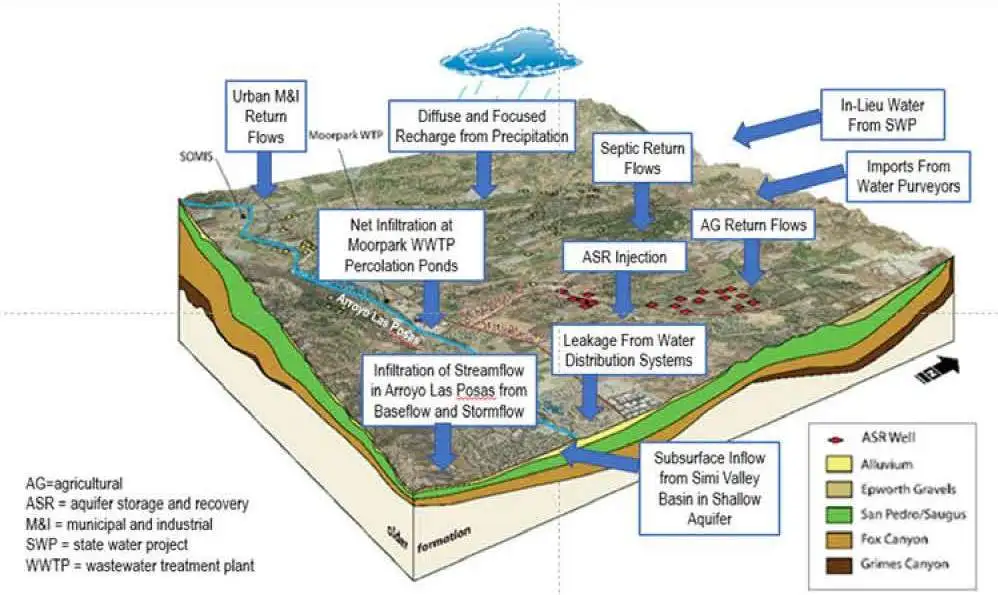 Urban M&I
Return
Flows
Diffuse and Focused
Recharge from Precipitation
In-Lieu Water
From SWP
Moorpark WTP
SOMIS
Septic Return
Flows
Imports From
Water Purveyors
Net Infiltration at
Moorpark WWTP
Percolation Ponds
AG Return Flows
ASR Injection
Arroyo Las Posas
Leakage From Water
Distribution Systems
Infiltration of Streamflow
in Arroyo Las Posas from
Baseflow and Stormflow
N
Subsurface Inflow
from Simi Valley
Basin in Shallow
Aquifer
older formation
AG=agricultural
ASR = aquifer storage and recovery
M&I = municipal and industrial
SWP = state water project
WWTP = wastewater treatment plant
ASR Well
Alluvium
Epworth Gravels
San Pedro/Saugus
Fox Canyon
Grimes Canyon